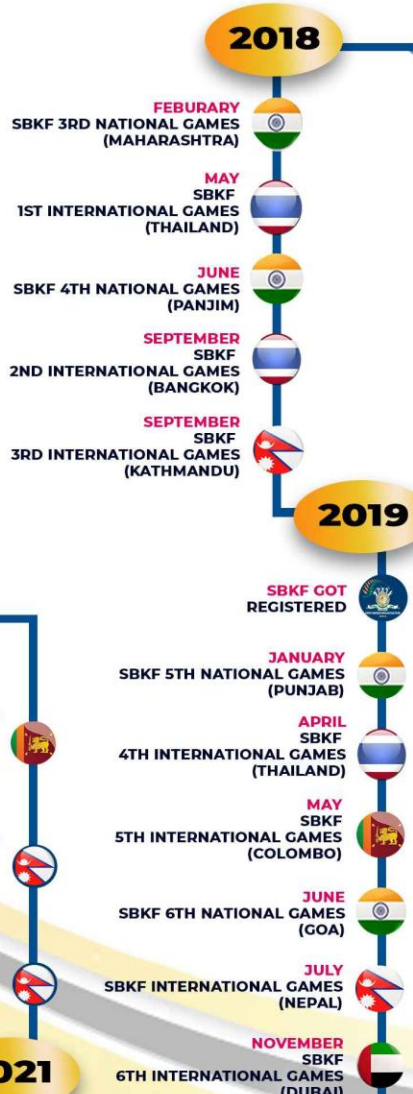 2018
FEBURARY
SBKF 3RD NATIONAL GAMES
(MAHARASHTRA)
MAY
SBKF
1ST INTERNATIONAL GAMES
(THAILAND)
JUNE
SBKF 4TH NATIONAL GAMES
(PANJIM)
SEPTEMBER
SBKF
2ND INTERNATIONAL GAMES
(BANGKOK)
SEPTEMBER
SBKF
3RD INTERNATIONAL GAMES
(KATHMANDU)
2019
SBKF GOT
REGISTERED
JANUARY
SBKF 5TH NATIONAL GAMES
(PUNJAB)
APRIL
SBKF
4TH INTERNATIONAL GAMES
(THAILAND)
MAY
SBKF
5TH INTERNATIONAL GAMES
(COLOMBO)
JUNE
SBKF 6TH NATIONAL GAMES
(GOA)
JULY
SBKF INTERNATIONAL GAMES
(NEPAL)
NOVEMBER
SBKF
6TH INTERNATIONAL GAMES
(DUBAI)
021